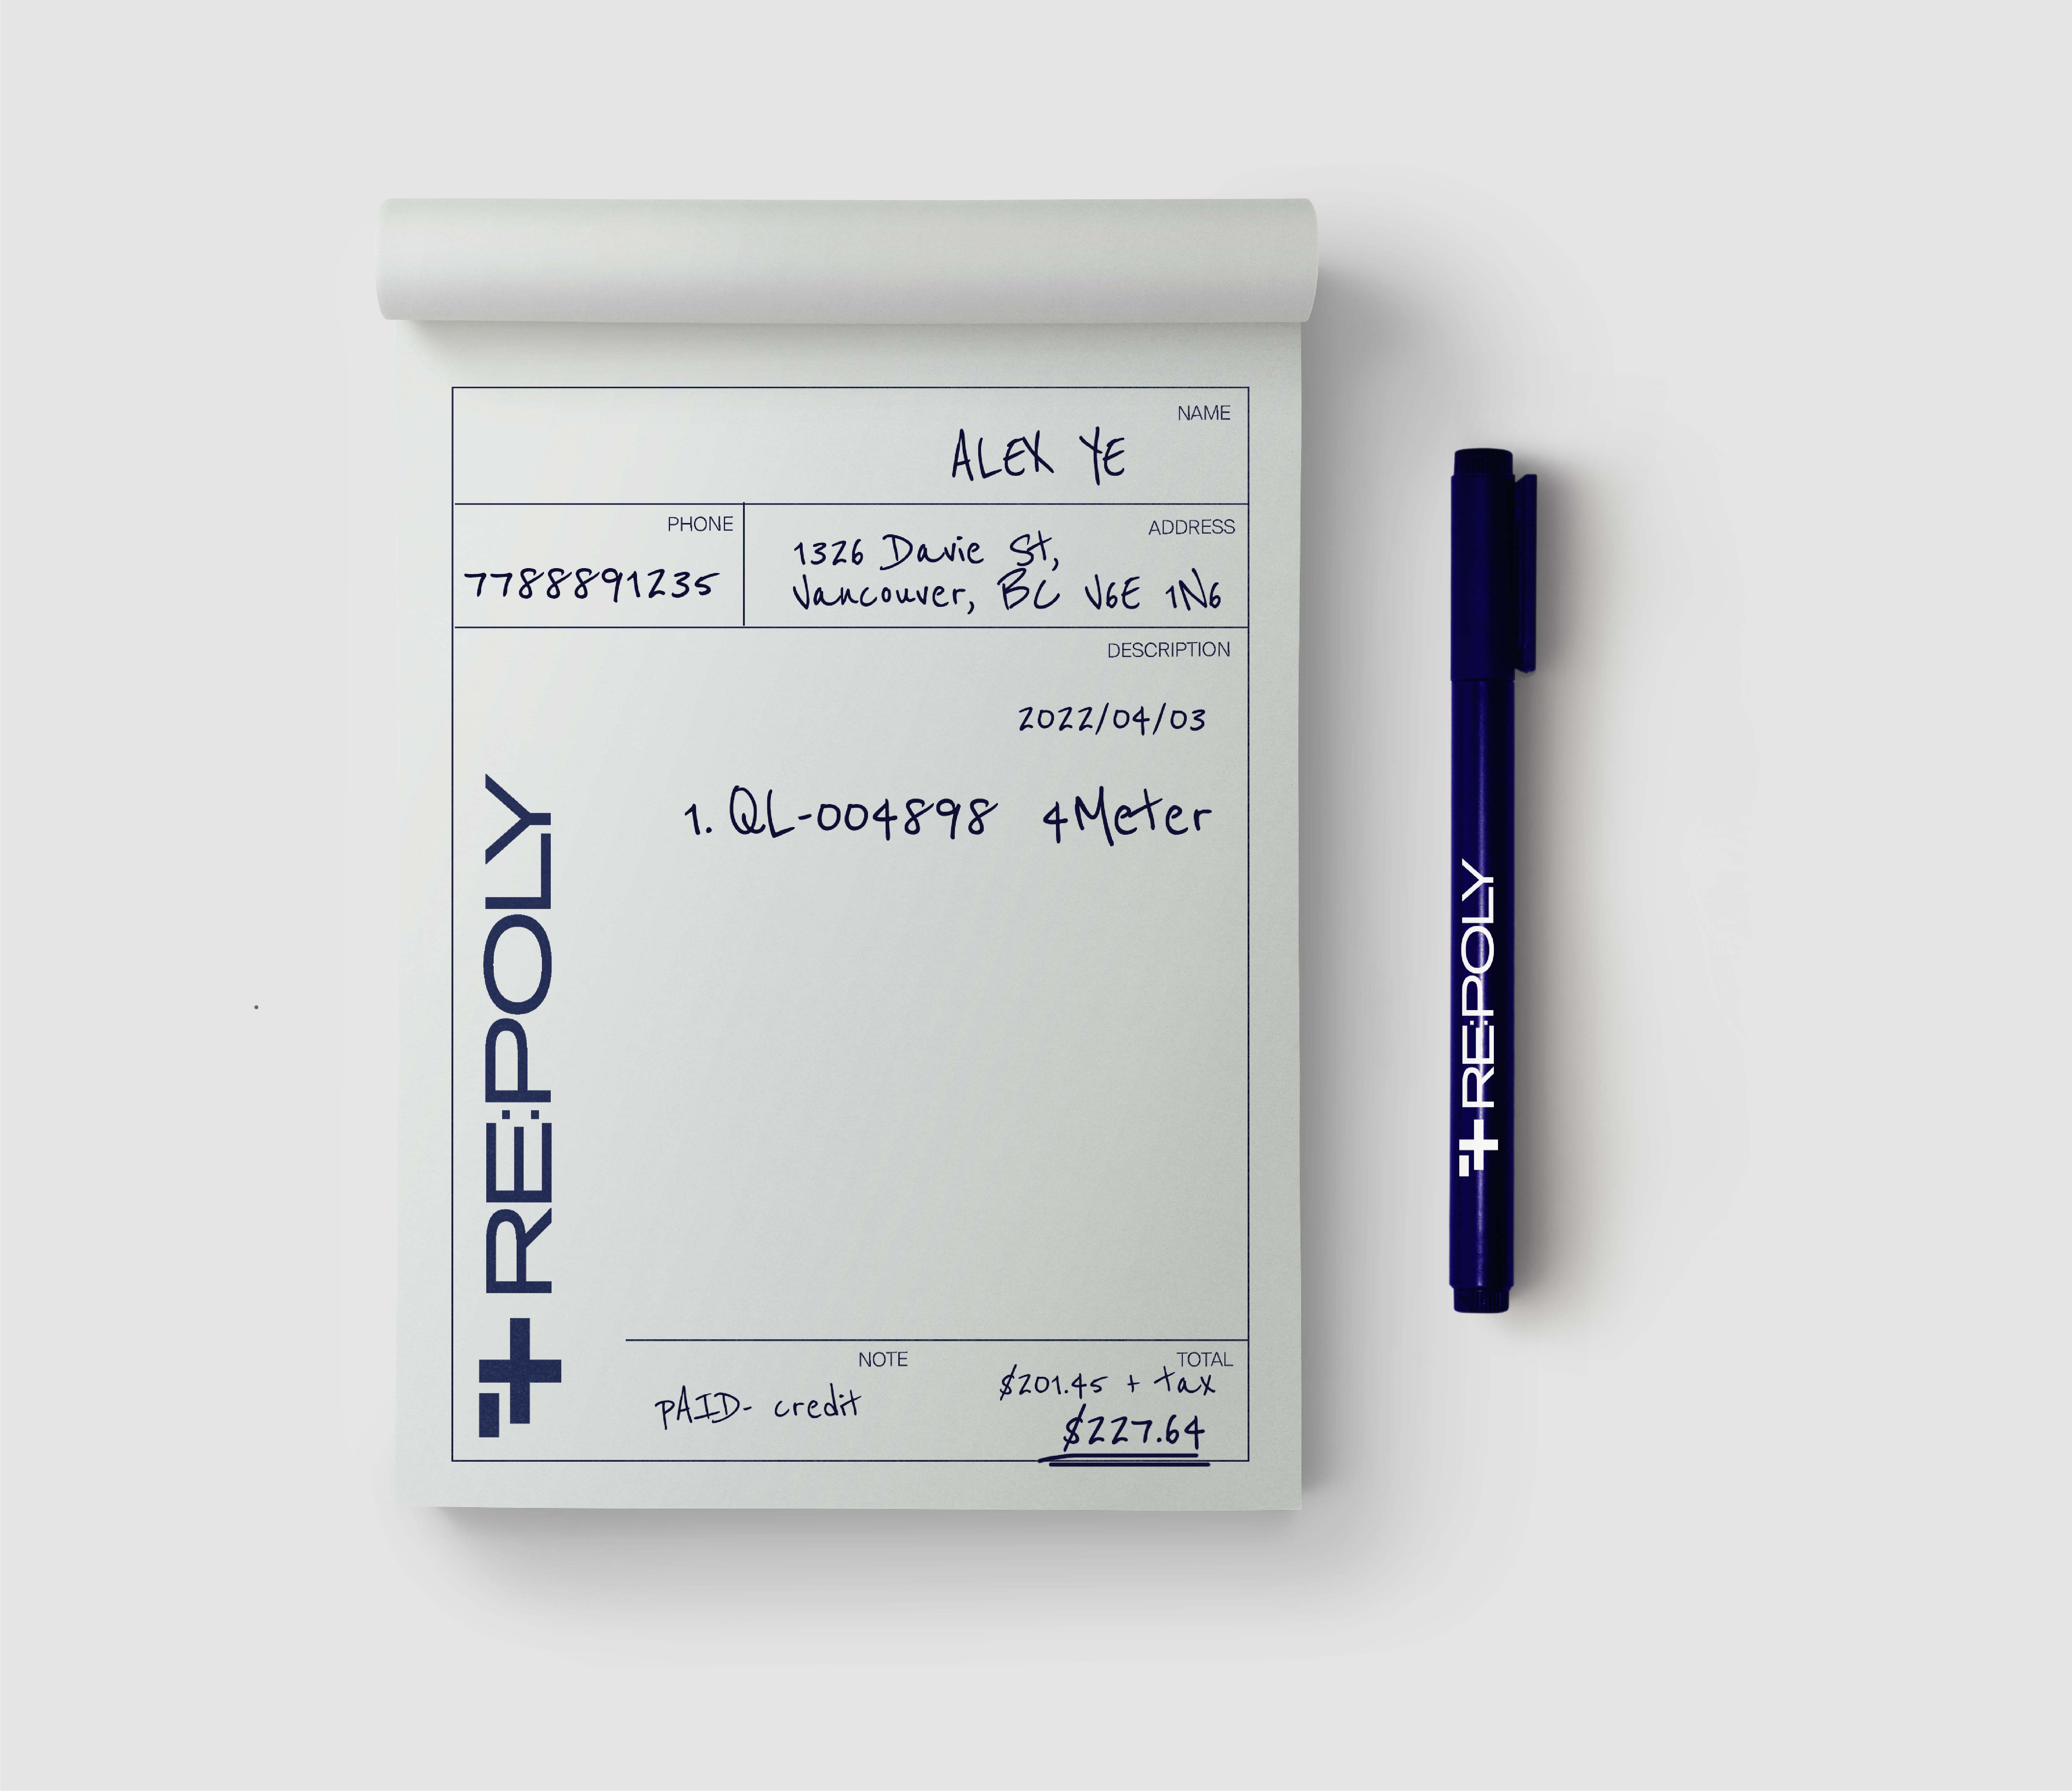 NAME
ALEX YE
PHONE
7788891235
ADDRESS
1326 Davie St,
Vancouver, BC V6E 1N6
DESCRIPTION
2022/04/03
1. QL-004898 4Meter
RE:POLY
NOTE
PAID- credit
TOTAL
$201.45 + tax
$227.64
RE:POLY